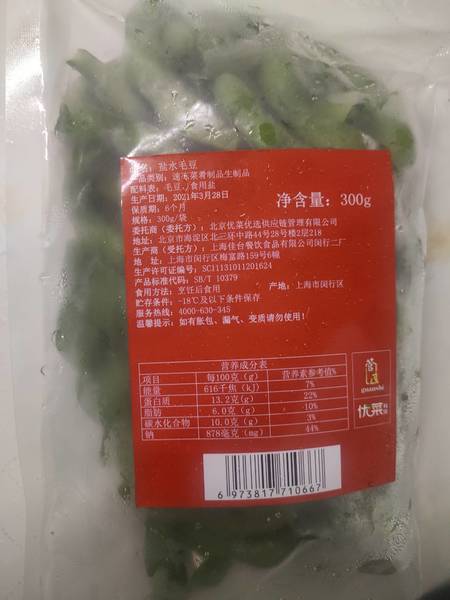 品名：盐水毛豆
产品类别：速冻菜肴制品生制品
配料表：毛豆、食用盐
生产日期：2021年3月28日
保质期：6个月
净含量：300g
规格：300g/袋
委托商（委托方）：北京优菜优选供应链管理有限公司
地址：北京市海淀区北三环中路44号28号楼2层218
生产商（受托方）：上海佳台餐饮食品有限公司闵行二厂
地址：上海市闵行区梅富路159号6幢
生产许可证编号：SC11131011201624
产品标准代码：SB/T 10379
食用方法：烹饪后食用 产地：上海市闵行区
贮存条件：-18℃及以下条件保存
服务热线：4000-630-345
温馨提示：如有胀包、漏气、变质请勿使用！
营养成分表
项目 每100克（g） 营养素参考值%
能量 616千焦（kJ） 7%
蛋白质 13.2克（g） 22%
脂肪 6.0克（g） 10%
碳水化合物 10.0克（g） 3%
钠 878毫克（mg） 44%
优菜
6 973817 710667